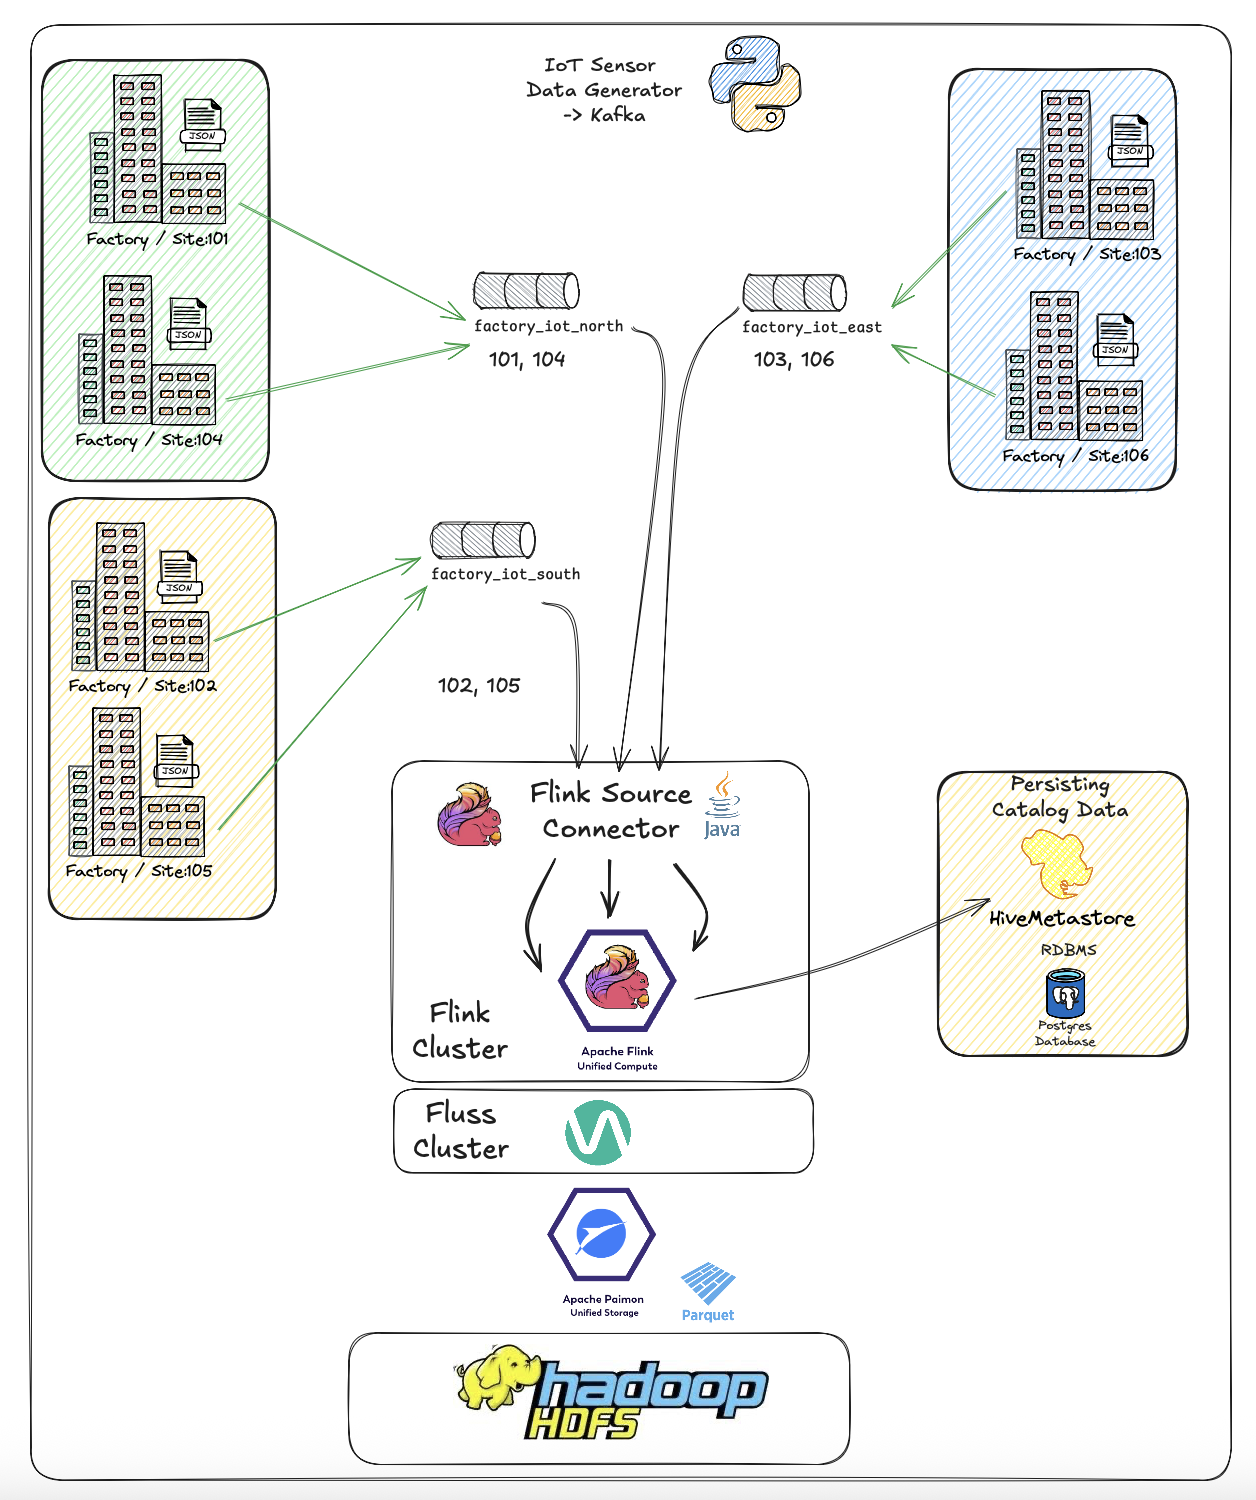 IoT Sensor
Data Generator
-> Kafka
JSON
Factory / Site:101
JSON
Factory / Site:104
JSON
Factory / Site:103
JSON
Factory / Site:106
factory_iot_north
101, 104
factory_iot_east
103, 106
JSON
Factory / Site:102
JSON
Factory / Site:105
factory_iot_south
102, 105
Flink Source
Connector
Java
Flink
Cluster
Apache Flink
Unified Compute
Persisting
Catalog Data
HiveMetastore
RDBMS
Postgres
Database
Fluss
Cluster
Apache Paimon
Unified Storage
Parquet
hadoop
HDFS